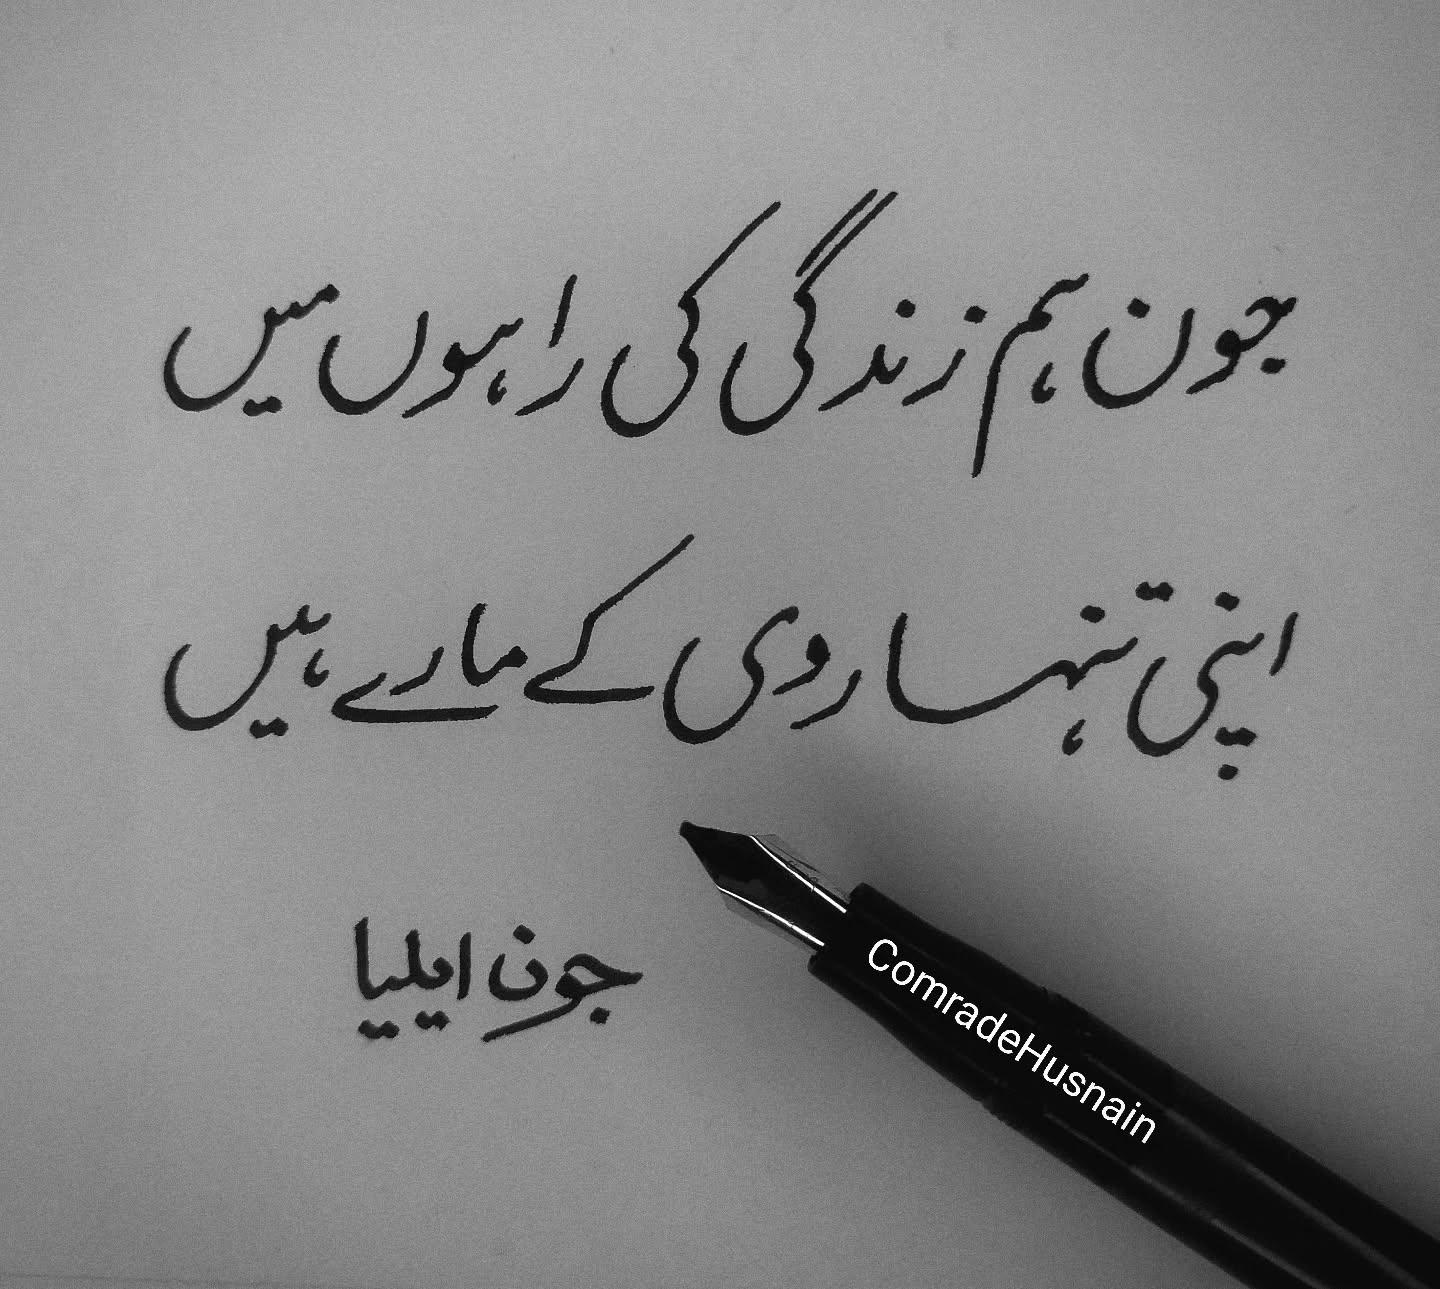 جون ہم زندگی کی راہوں میں
اپنی تنہا روی کے مارے ہیں
جون ایلیا
ComradeHusnain